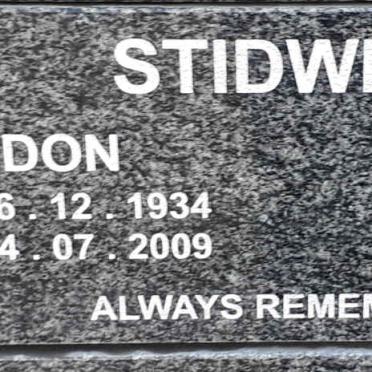 STIDW
DON
6 . 12 . 1934
4 . 07 . 2009
ALWAYS REMEM